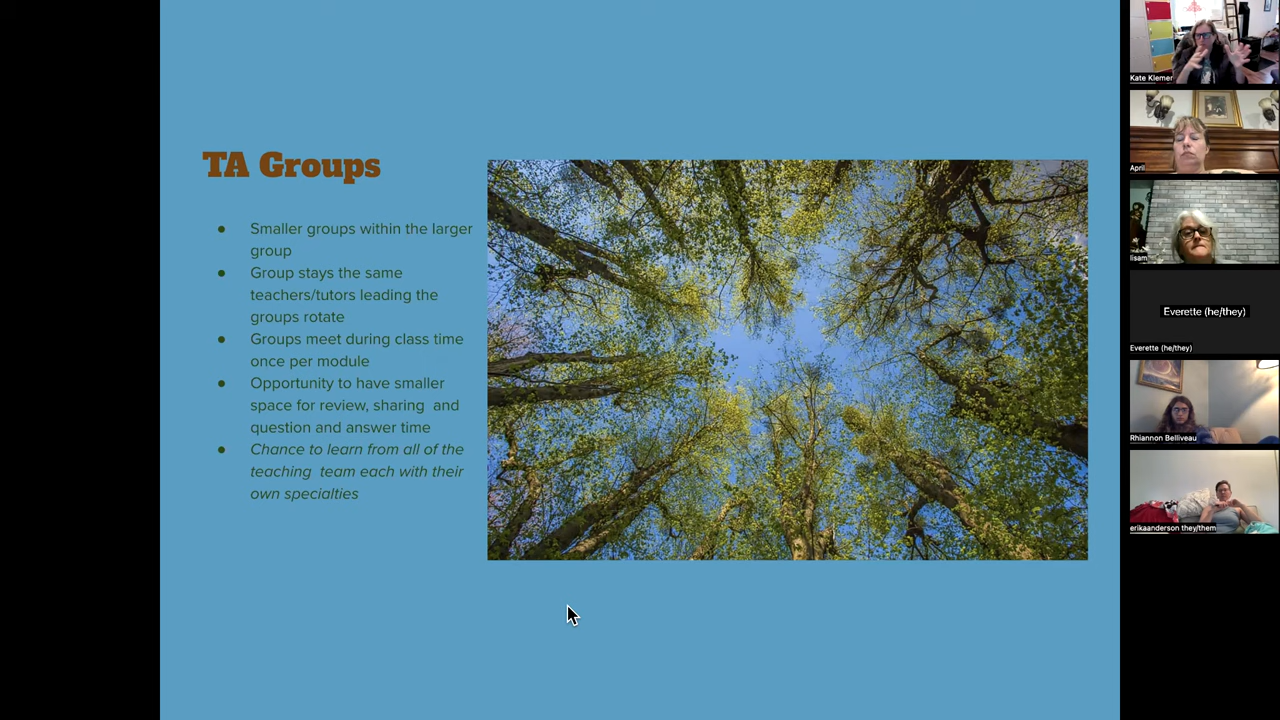 TA Groups
● Smaller groups within the larger
group
● Group stays the same
teachers/tutors leading the
groups rotate
● Groups meet during class time
once per module
● Opportunity to have smaller
space for review, sharing and
question and answer time
● Chance to learn from all of the
teaching team each with their
own specialties
Kate Klemer
April
lisam
Everette (he/they)
Everette (he/they)
Rhiannon Belliveau
erikaanderson they/them